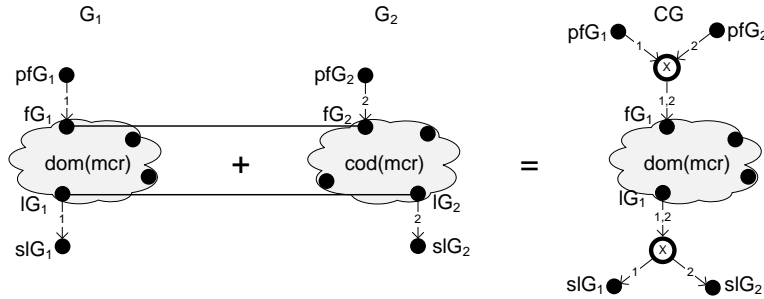 G₁ G₂ CG
pfG₁ pfG₂
1 2 X
pfG₁ pfG₂
1 2 1,2
fG₁ fG₂ fG₁
dom(mcr) + cod(mcr) = dom(mcr)
lG₁ lG₂ lG₁
1 2 1,2
slG₁ slG₂ X
1 2
slG₁ slG₂